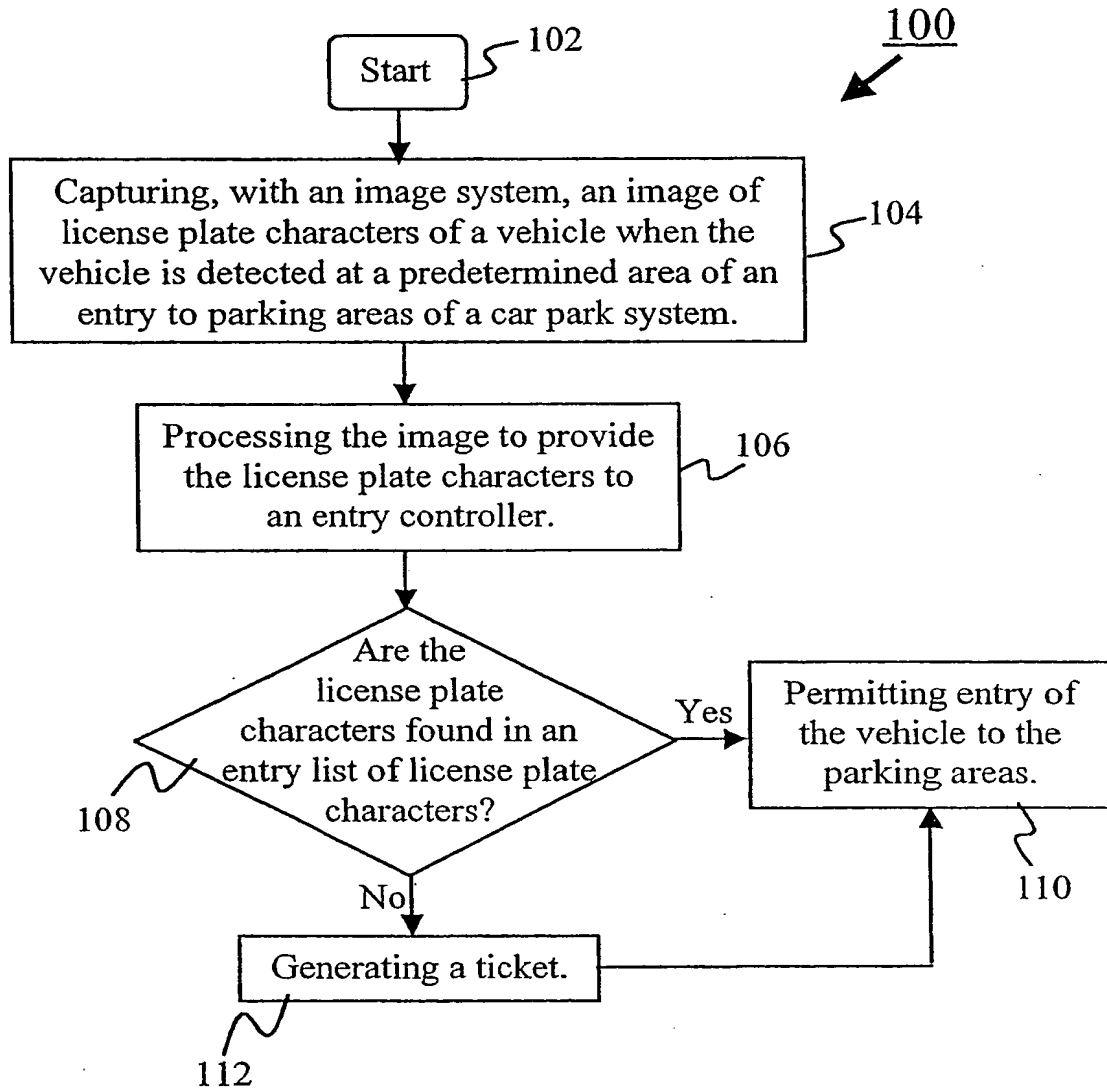 100
102
Start
Capturing, with an image system, an image of
license plate characters of a vehicle when the
vehicle is detected at a predetermined area of an
entry to parking areas of a car park system.
104
Processing the image to provide
the license plate characters to
an entry controller.
106
Are the
license plate
characters found in an
entry list of license plate
characters?
108
Yes
Permitting entry of
the vehicle to the
parking areas.
110
No
Generating a ticket.
112